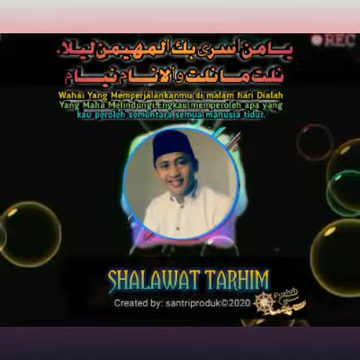 REC
يا من أسرى بك المهيمن ليلا.
نلت ما نلت والانام نيام
Wahai Yang Memperjalankanmu di malam hari Dialah
Yang Maha Melindungi,Engkau memperoleh apa yang
kau peroleh sementara semua manusia tidur.
SHALAWAT TARHIM
Created by: santriproduk©2020